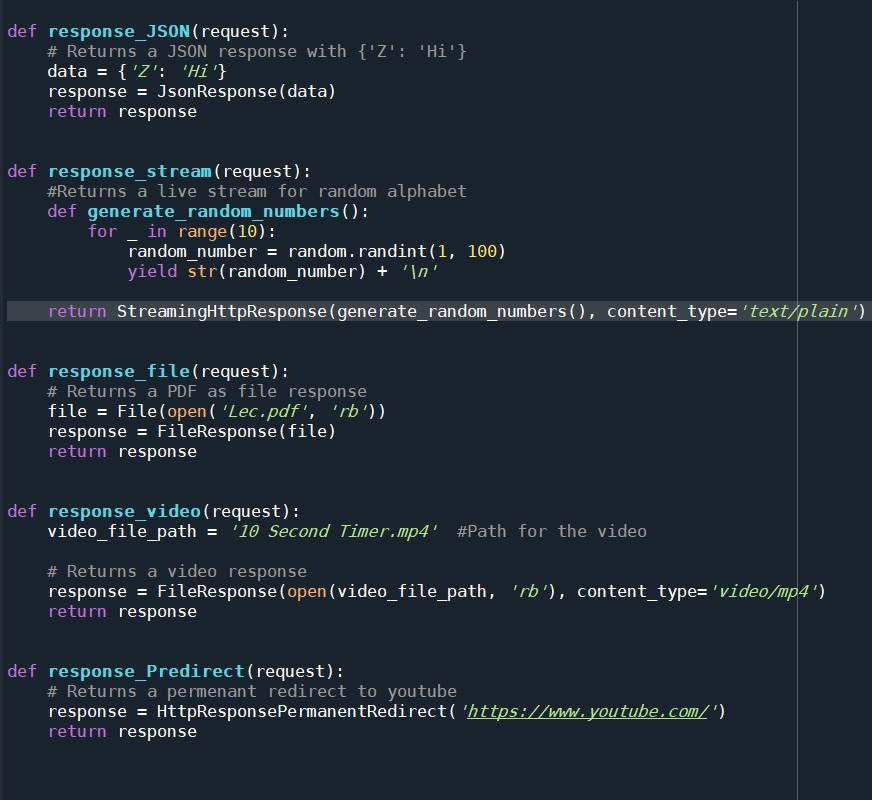 def response_JSON(request):
    # Returns a JSON response with {'Z': 'Hi'}
    data = {'Z': 'Hi'}
    response = JsonResponse(data)
    return response
def response_stream(request):
    #Returns a live stream for random alphabet
    def generate_random_numbers():
        for _ in range(10):
            random_number = random.randint(1, 100)
            yield str(random_number) + '\n'
    return StreamingHttpResponse(generate_random_numbers(), content_type='text/plain')
def response_file(request):
    # Returns a PDF as file response
    file = File(open('Lec.pdf', 'rb'))
    response = FileResponse(file)
    return response
def response_video(request):
    video_file_path = '10 Second Timer.mp4'  #Path for the video
    # Returns a video response
    response = FileResponse(open(video_file_path, 'rb'), content_type='video/mp4')
    return response
def response_Predirect(request):
    # Returns a permenant redirect to youtube
    response = HttpResponsePermanentRedirect('https://www.youtube.com/')
    return response